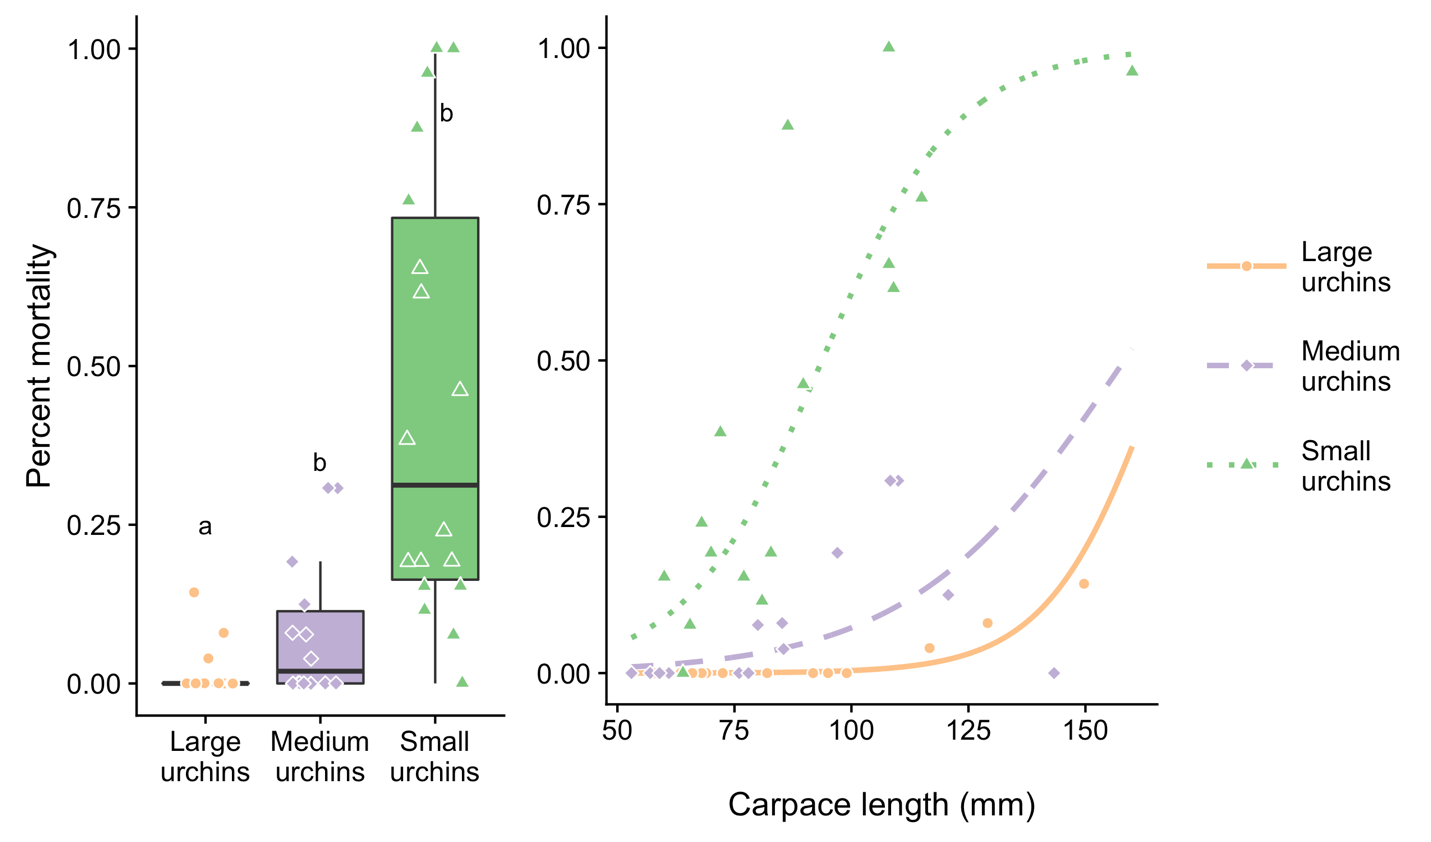 Percent mortality
1.00
0.75
0.50
0.25
0.00
a
b
b
Large
urchins
Medium
urchins
Small
urchins
1.00
0.75
0.50
0.25
0.00
50
75
100
125
150
Carpace length (mm)
Large
urchins
Medium
urchins
Small
urchins